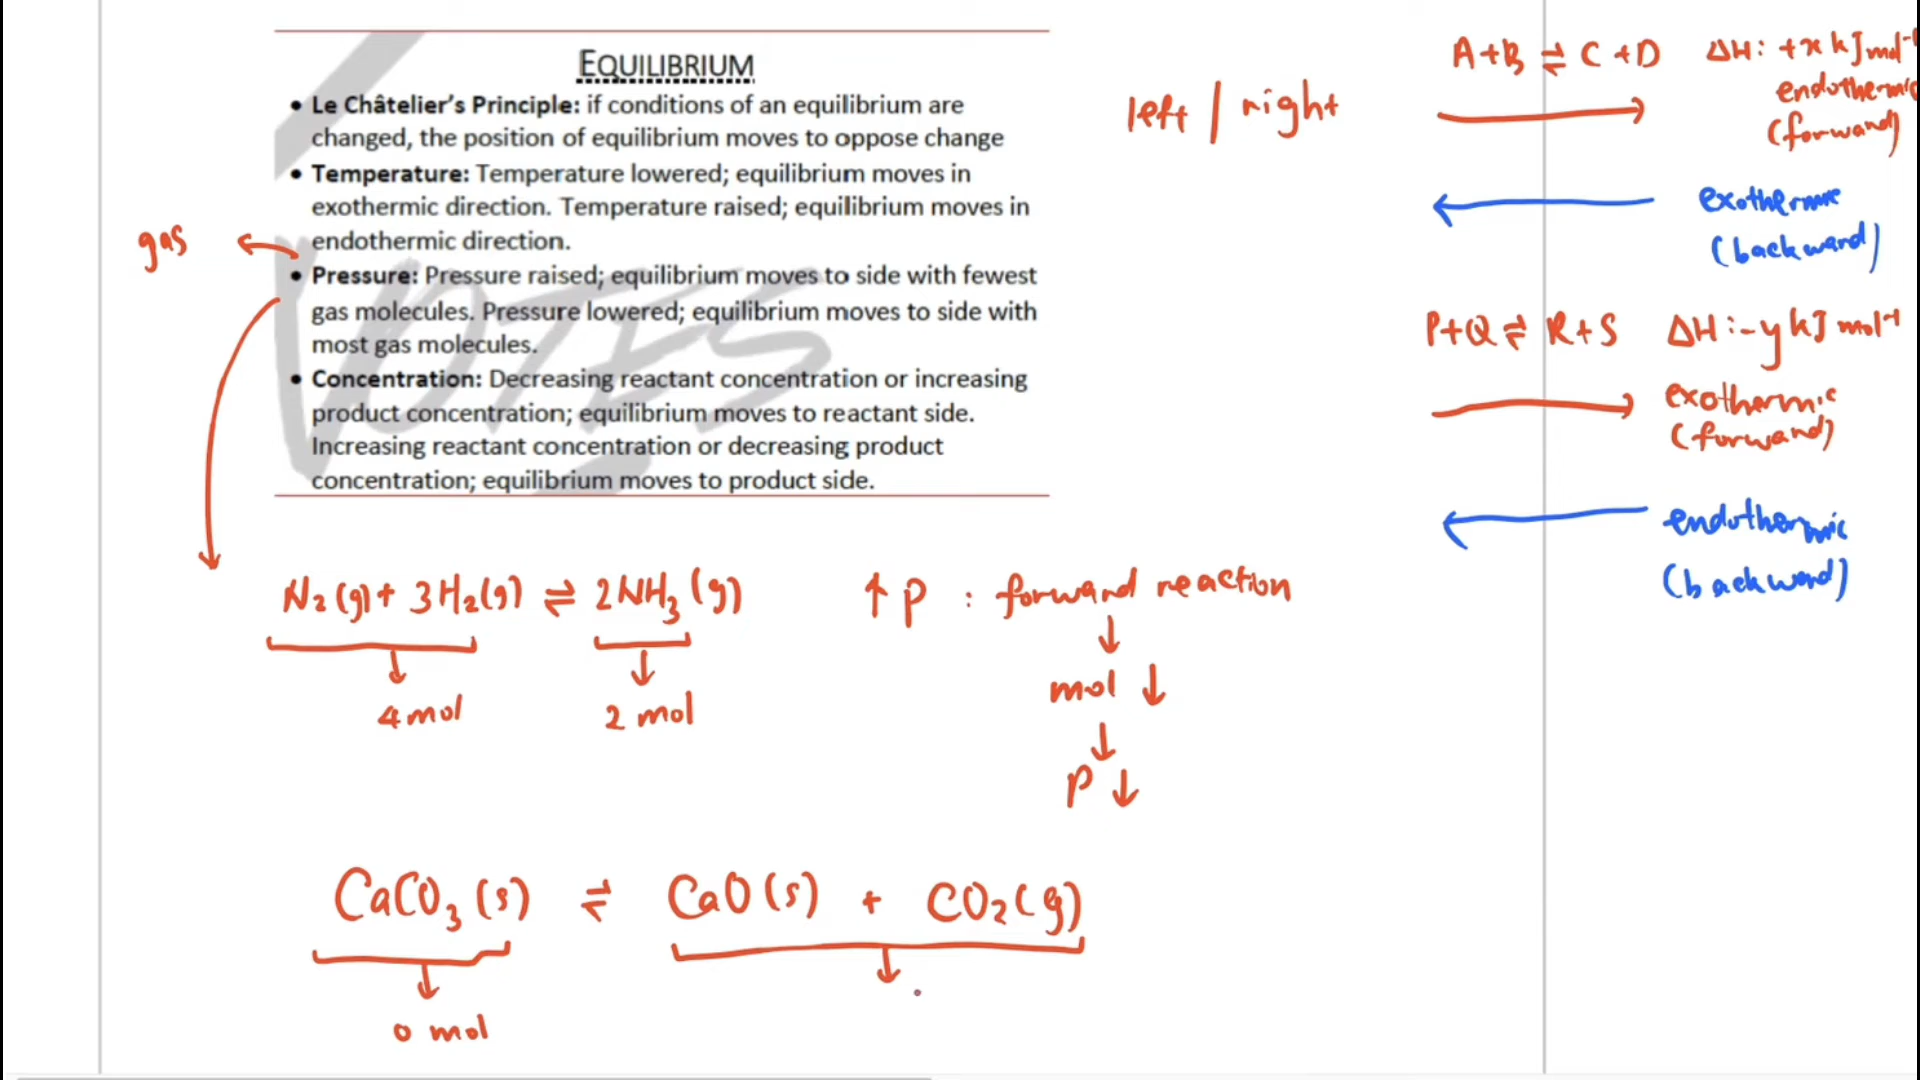 EQUILIBRIUM
• Le Châtelier's Principle: if conditions of an equilibrium are
changed, the position of equilibrium moves to oppose change
• Temperature: Temperature lowered; equilibrium moves in
exothermic direction. Temperature raised; equilibrium moves in
endothermic direction.
• Pressure: Pressure raised; equilibrium moves to side with fewest
gas molecules. Pressure lowered; equilibrium moves to side with
most gas molecules.
• Concentration: Decreasing reactant concentration or increasing
product concentration; equilibrium moves to reactant side.
Increasing reactant concentration or decreasing product
concentration; equilibrium moves to product side.
gas
left / right
A+B ⇌ C+D ΔH: +x kJ mol⁻¹
endothermic
(forward)
exothermic
(backward)
P+Q ⇌ R+S ΔH: -y kJ mol⁻¹
exothermic
(forward)
endothermic
(backward)
N₂(g) + 3H₂(g) ⇌ 2NH₃(g)
4 mol 2 mol
↑ P : forward reaction
↓
mol ↓
↓
P ↓
CaCO₃(s) ⇌ CaO(s) + CO₂(g)
0 mol